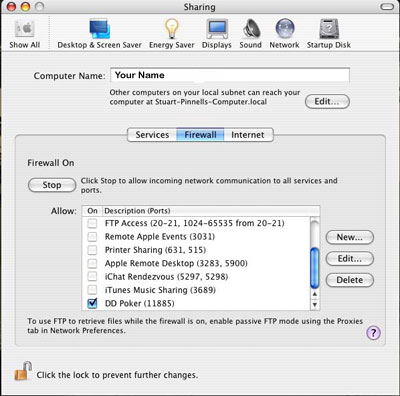 Sharing
Show All Desktop & Screen Saver Energy Saver Displays Sound Network Startup Disk
Computer Name: Your Name
Other computers on your local subnet can reach your
computer at Stuart-Pinnells-Computer.local
Edit...
Services Firewall Internet
Firewall On
Stop
Click Stop to allow incoming network communication to all services and
ports.
Allow:
On Description (Ports)
FTP Access (20-21, 1024-65535 from 20-21)
Remote Apple Events (3031)
Printer Sharing (631, 515)
Apple Remote Desktop (3283, 5900)
iChat Rendezvous (5297, 5298)
iTunes Music Sharing (3689)
DD Poker (11885)
New...
Edit...
Delete
To use FTP to retrieve files while the firewall is on, enable passive FTP mode using the Proxies
tab in Network Preferences.
?
Click the lock to prevent further changes.